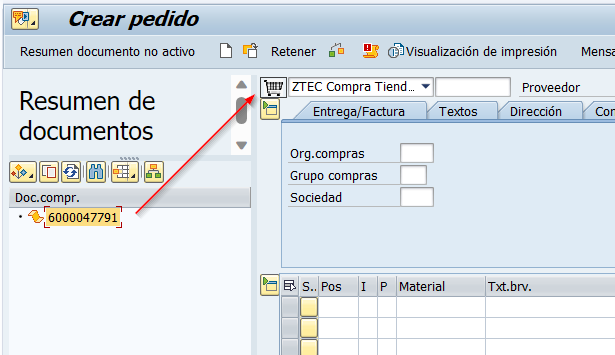 Crear pedido
Resumen documento no activo Retener Visualización de impresión Mensa
Resumen de
documentos
ZTEC Compra Tiend... Proveedor
Entrega/Factura Textos Dirección Con
Org.compras
Grupo compras
Sociedad
Doc.compr.
6000047791
S.. Pos I P Material Txt.brv.